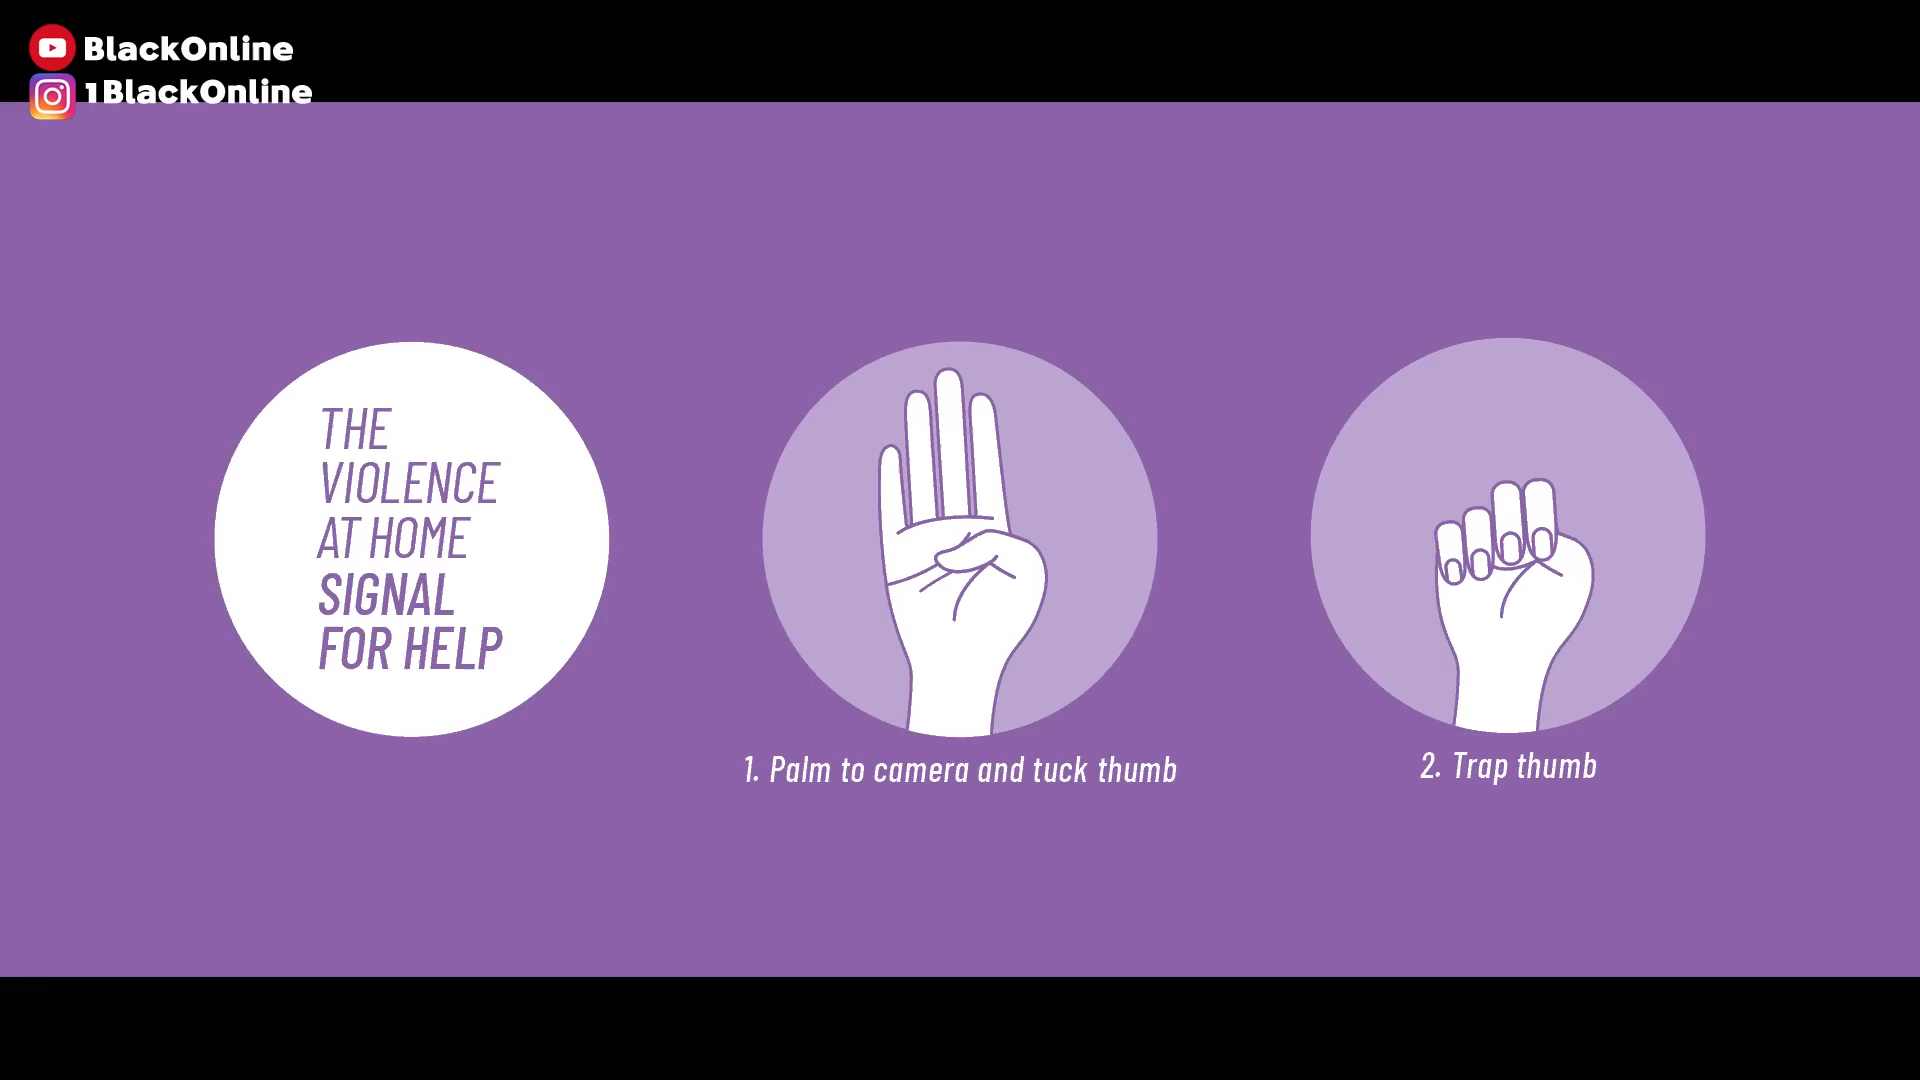 BlackOnline
1BlackOnline
THE
VIOLENCE
AT HOME
SIGNAL
FOR HELP
1. Palm to camera and tuck thumb
2. Trap thumb